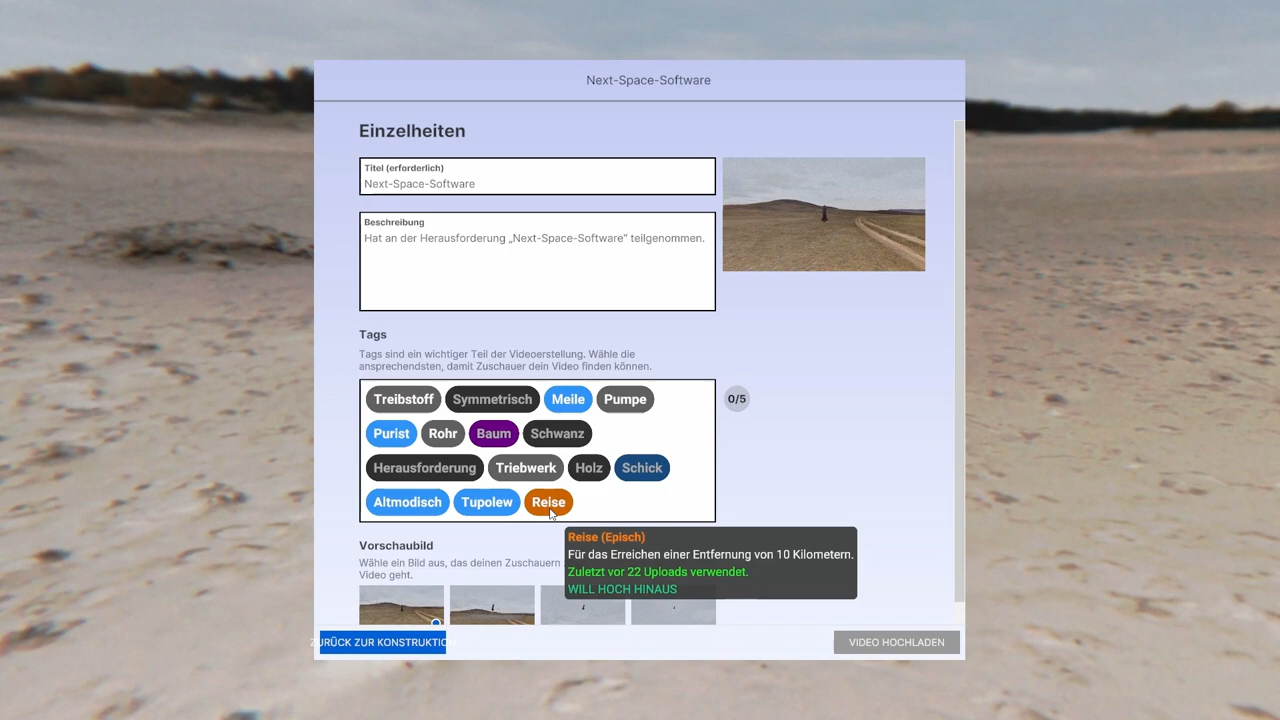 Next-Space-Software
Einzelheiten
Titel (erforderlich)
Next-Space-Software
Beschreibung
Hat an der Herausforderung „Next-Space-Software" teilgenommen.
Tags
Tags sind ein wichtiger Teil der Videoerstellung. Wähle die
ansprechendsten, damit Zuschauer dein Video finden können.
Treibstoff Symmetrisch Meile Pumpe
0/5
Purist Rohr Baum Schwanz
Herausforderung Triebwerk Holz Schick
Altmodisch Tupolew Reise
Reise (Episch)
Für das Erreichen einer Entfernung von 10 Kilometern.
Zuletzt vor 22 Uploads verwendet.
WILL HOCH HINAUS
Vorschaubild
Wähle ein Bild aus, das deinen Zuschauern
Video geht.
ZURÜCK ZUR KONSTRUKTION
VIDEO HOCHLADEN